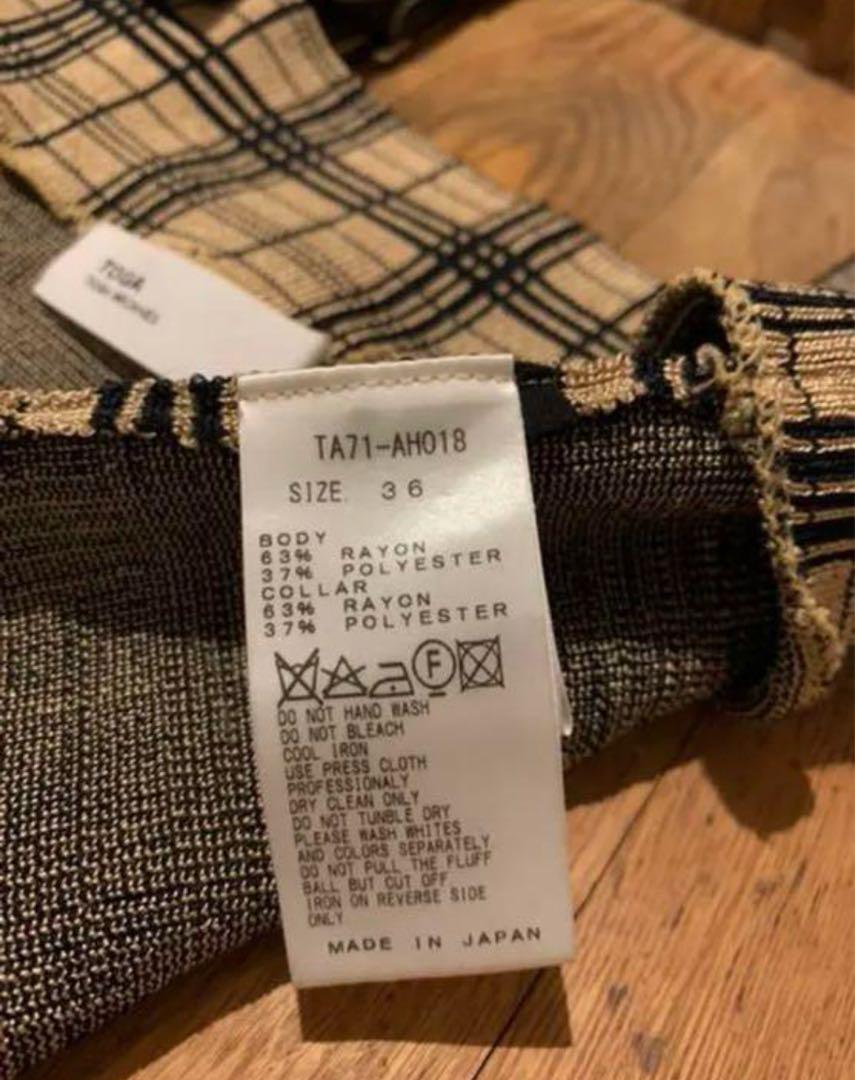 TOGA
TA71-AH018
SIZE 36
BODY
63% RAYON
37% POLYESTER
COLLAR
63% RAYON
37% POLYESTER
F
DO NOT HAND WASH
DO NOT BLEACH
COOL IRON
USE PRESS CLOTH
PROFESSIONALY
DRY CLEAN ONLY
DO NOT TUNBLE DRY
PLEASE WASH WHITES
AND COLORS SEPARATELY
DO NOT PULL THE FLUFF
BALL BUT CUT OFF
IRON ON REVERSE SIDE
ONLY
MADE IN JAPAN